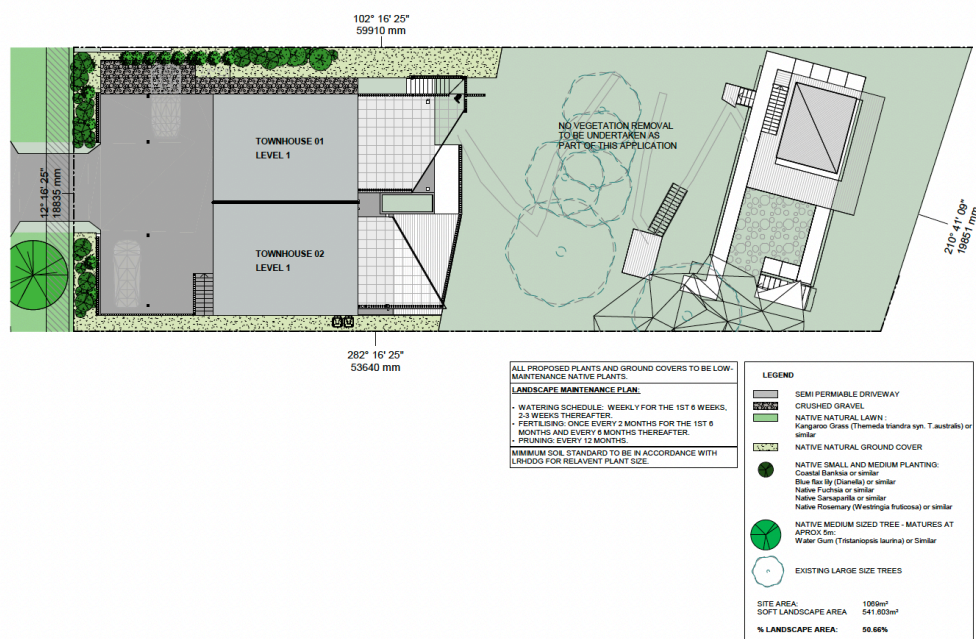 102° 16' 25"
59910 mm
NO VEGETATION REMOVAL
TO BE UNDERTAKEN AS
PART OF THIS APPLICATION
TOWNHOUSE 01
LEVEL 1
12° 16' 25"
18835 mm
TOWNHOUSE 02
LEVEL 1
210° 41' 09"
19851 mm
282° 16' 25"
53640 mm
ALL PROPOSED PLANTS AND GROUND COVERS TO BE LOW-
MAINTENANCE NATIVE PLANTS.
LANDSCAPE MAINTENANCE PLAN:
• WATERING SCHEDULE: WEEKLY FOR THE 1ST 6 WEEKS,
2-3 WEEKS THEREAFTER.
• FERTILISING: ONCE EVERY 2 MONTHS FOR THE 1ST 6
MONTHS AND EVERY 6 MONTHS THEREAFTER.
• PRUNING: EVERY 12 MONTHS.
MIMIMUM SOIL STANDARD TO BE IN ACCORDANCE WITH
LRHDDG FOR RELAVENT PLANT SIZE.
LEGEND
SEMI PERMIABLE DRIVEWAY
CRUSHED GRAVEL
NATIVE NATURAL LAWN :
Kangaroo Grass (Themeda triandra syn. T.australis) or
similar
NATIVE NATURAL GROUND COVER
NATIVE SMALL AND MEDIUM PLANTING:
Coastal Banksia or similar
Blue flax lily (Dianella) or similar
Native Fuchsia or similar
Native Sarsaparilla or similar
Native Rosemary (Westringia fruticosa) or similar
NATIVE MEDIUM SIZED TREE - MATURES AT
APROX 5m:
Water Gum (Tristaniopsis laurina) or Similar
EXISTING LARGE SIZE TREES
SITE AREA: 1069m²
SOFT LANDSCAPE AREA 541.603m²
% LANDSCAPE AREA: 50.66%